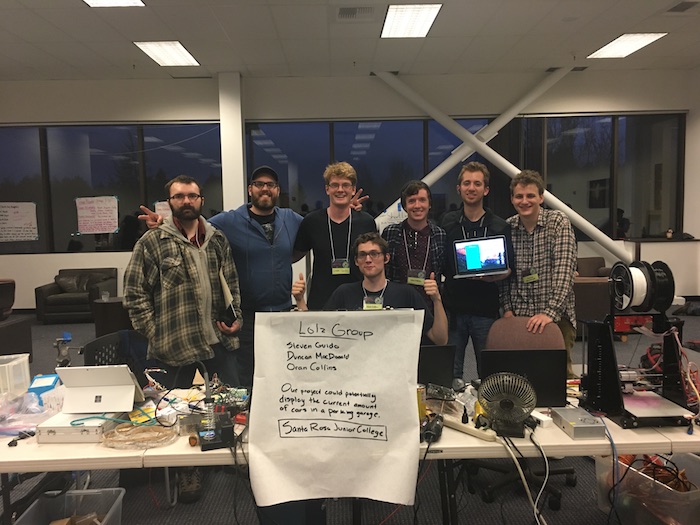 Lolz Group
Steven Guido
Duncan MacDonald
Oran Collins
Our project could potentially
display the current amount
of cars in a parking garage.
Santa Rosa Junior College